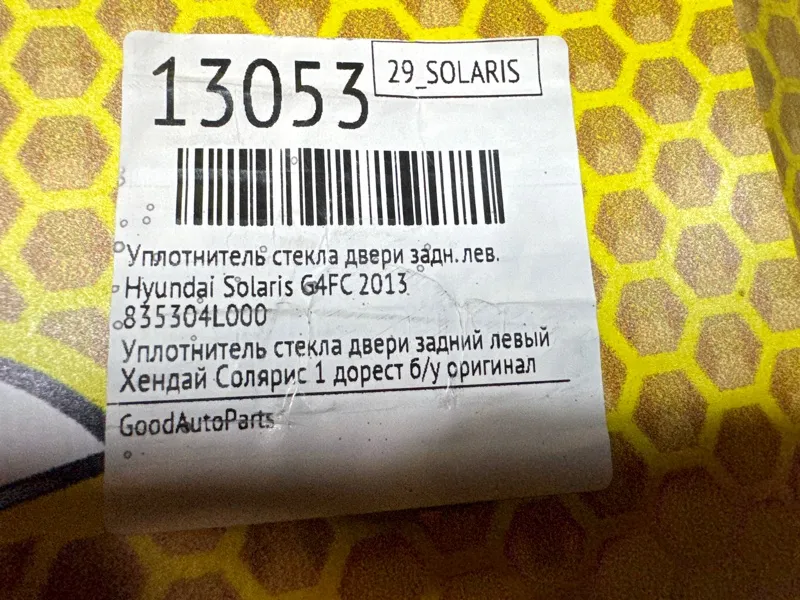 13053
29_SOLARIS
Уплотнитель стекла двери задн. лев.
Hyundai Solaris G4FC 2013
835304L000
Уплотнитель стекла двери задний левый
Хендай Солярис 1 дорест б/у оригинал
GoodAutoParts